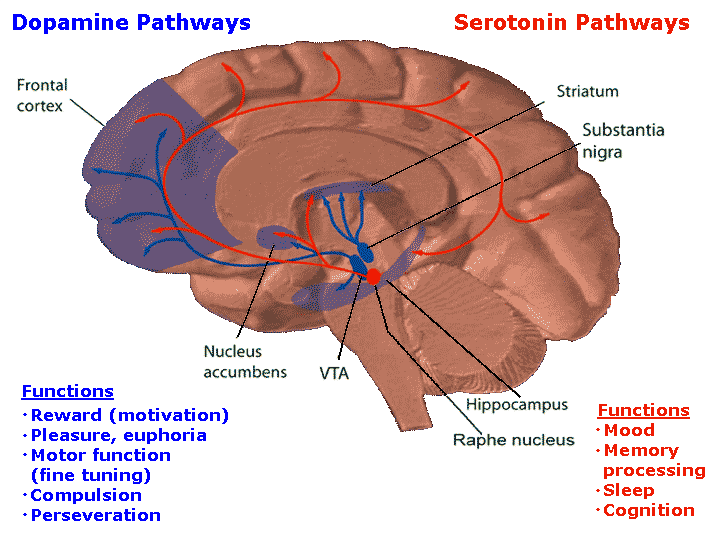 Dopamine Pathways
Serotonin Pathways
Frontal
cortex
Striatum
Substantia
nigra
Nucleus
accumbens
VTA
Hippocampus
Raphe nucleus
Functions
·Reward (motivation)
·Pleasure, euphoria
·Motor function
(fine tuning)
·Compulsion
·Perseveration
Functions
·Mood
·Memory
processing
·Sleep
·Cognition